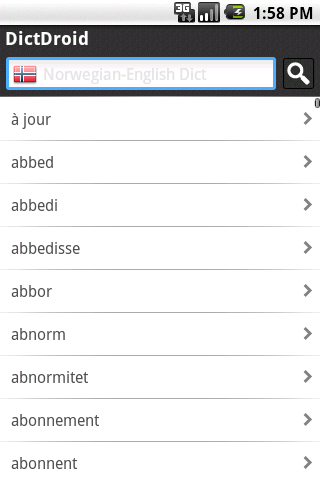 3G 1:58 PM
DictDroid
Norwegian-English Dict
à jour
abbed
abbedi
abbedisse
abbor
abnorm
abnormitet
abonnement
abonnent